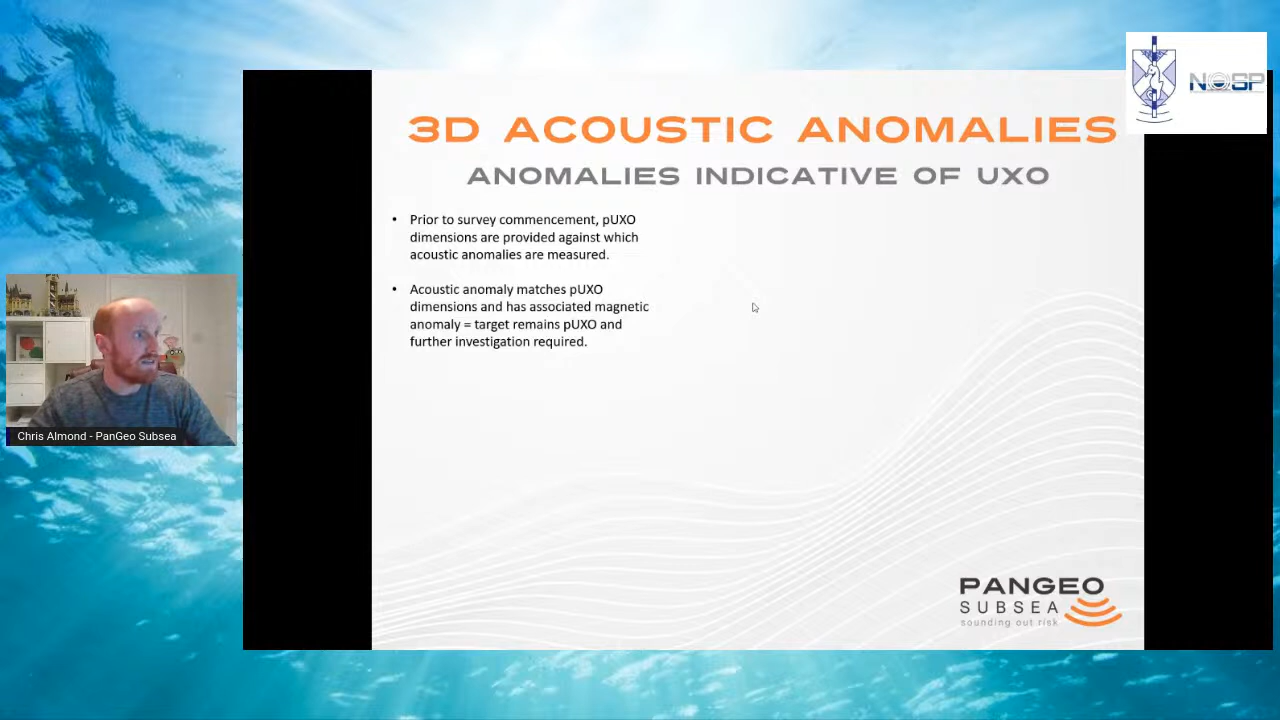 NOSP
3D ACOUSTIC ANOMALIES
ANOMALIES INDICATIVE OF UXO
• Prior to survey commencement, pUXO
dimensions are provided against which
acoustic anomalies are measured.
• Acoustic anomaly matches pUXO
dimensions and has associated magnetic
anomaly = target remains pUXO and
further investigation required.
Chris Almond - PanGeo Subsea
PANGEO
SUBSEA
sounding out risk